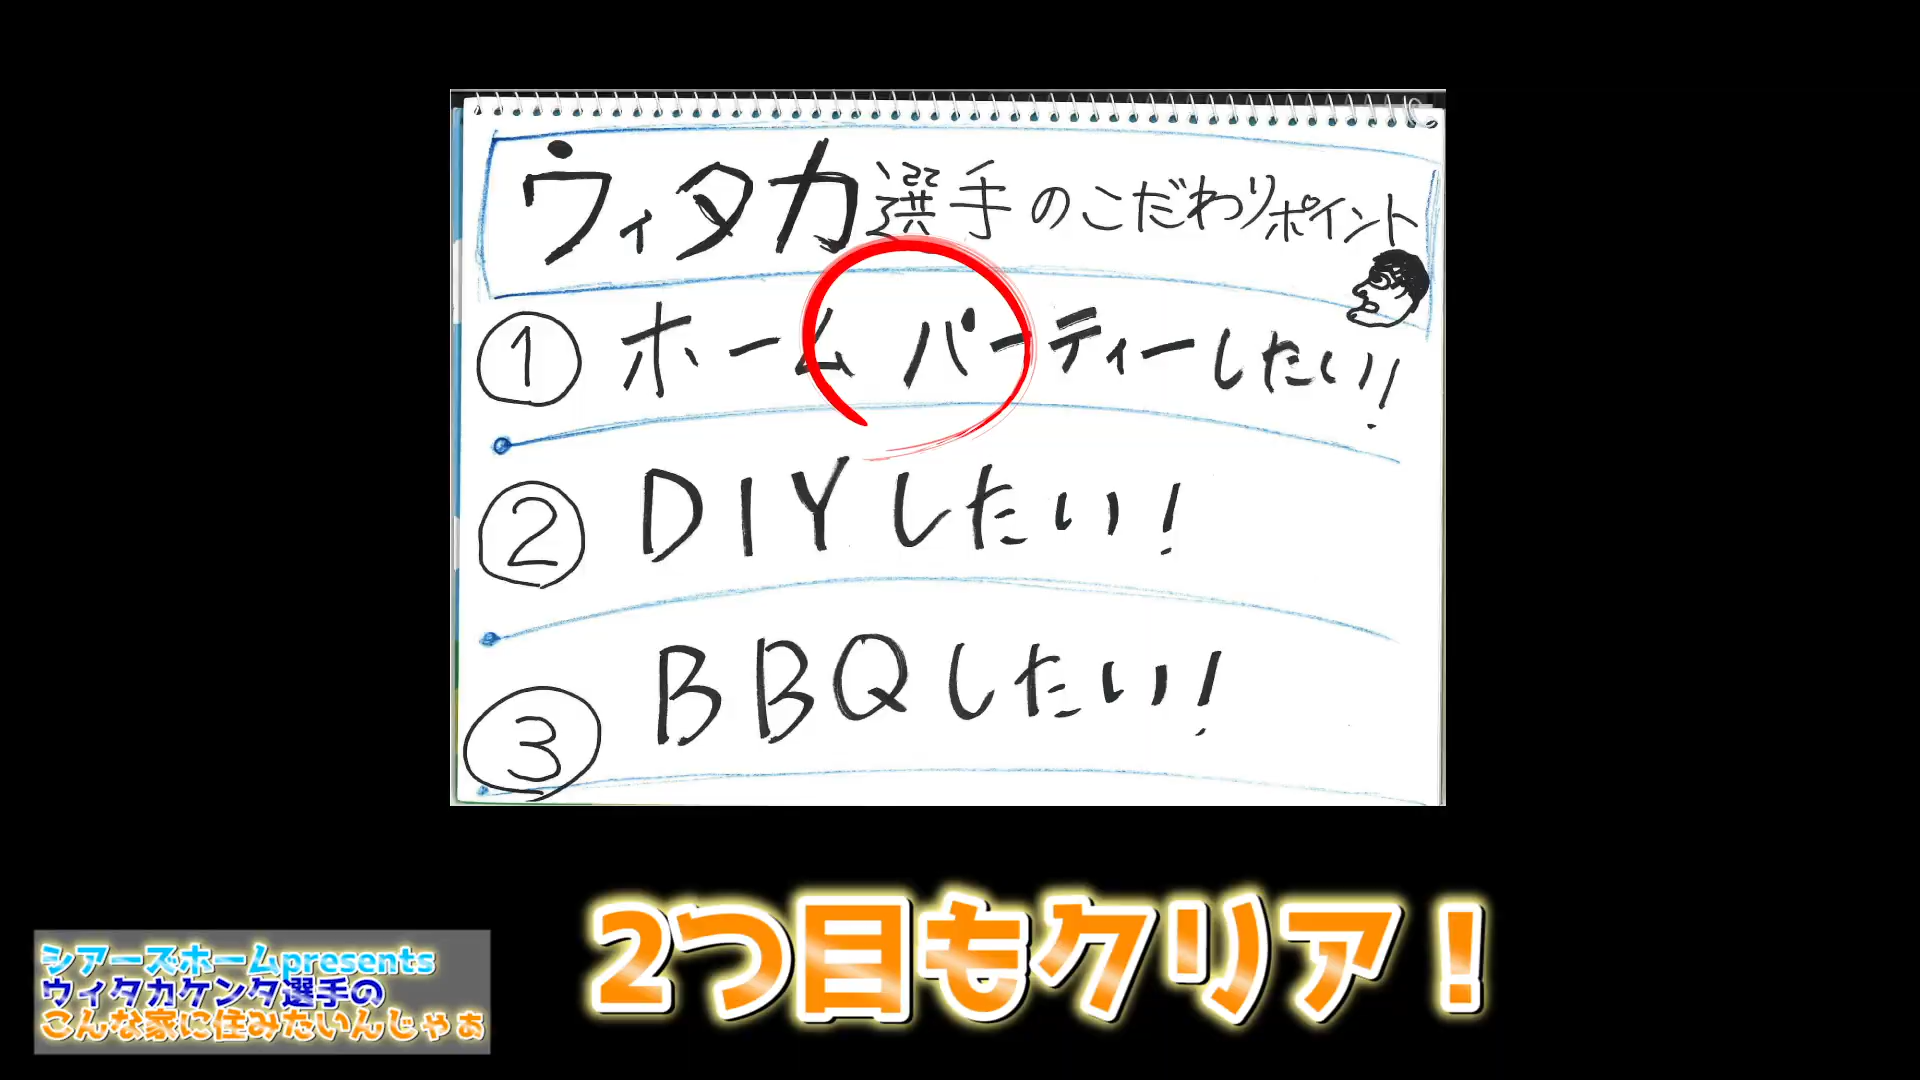 ウィタカ選手のこだわりポイント
① ホームパーティーしたい!
② DIYしたい!
③ BBQしたい!
2つ目もクリア!
シアーズホームpresents
ウィタカケンタ選手の
こんな家に住みたいんじゃぁ